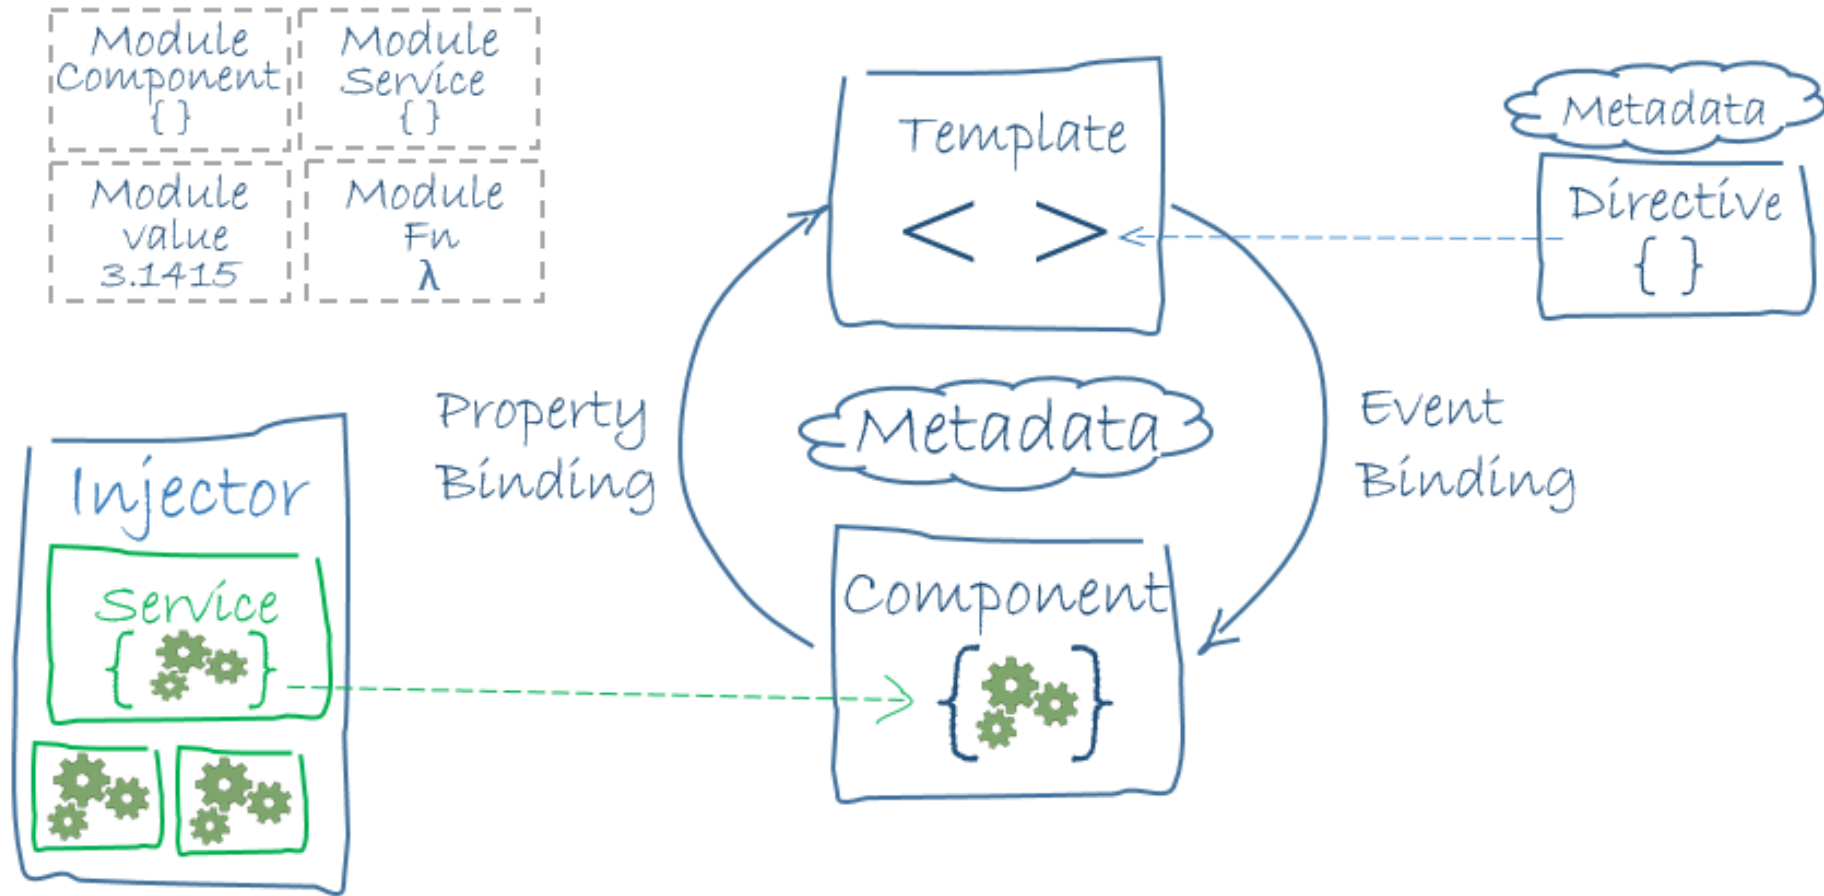 Module
Component
{ }
Module
Service
{ }
Module
value
3.1415
Module
Fn
λ
Template
< >
Metadata
Directive
{ }
Property
Binding
Metadata
Event
Binding
Injector
Service
{ }
Component
{ }